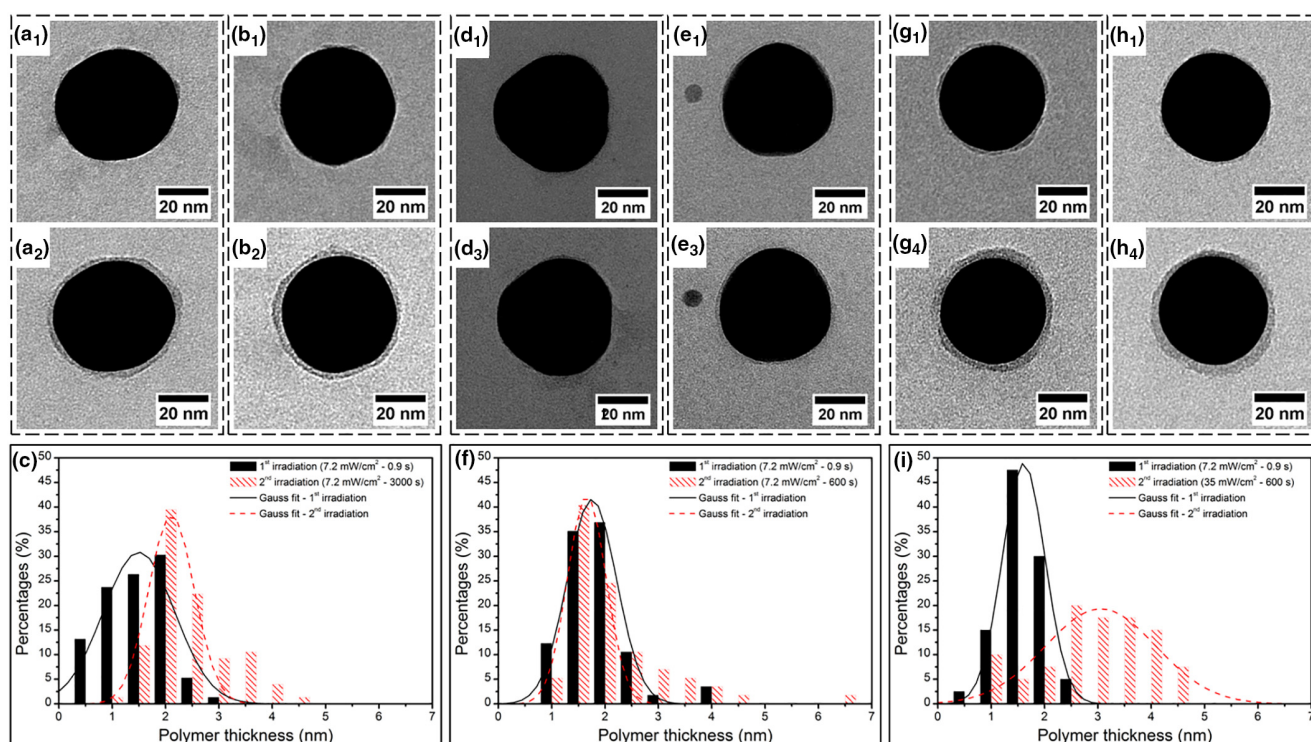 (a1)
(b1)
(d1)
(e1)
(g1)
(h1)
20 nm
20 nm
20 nm
20 nm
20 nm
20 nm
(a2)
(b2)
(d3)
(e3)
(g4)
(h4)
20 nm
20 nm
20 nm
20 nm
20 nm
20 nm
(c)
1st irradiation (7.2 mW/cm² - 0.9 s)
2nd irradiation (7.2 mW/cm² - 3000 s)
Gauss fit - 1st irradiation
Gauss fit - 2nd irradiation
Percentages (%)
50
45
40
35
30
25
20
15
10
5
0
0 1 2 3 4 5 6 7
Polymer thickness (nm)
(f)
1st irradiation (7.2 mW/cm² - 0.9 s)
2nd irradiation (7.2 mW/cm² - 600 s)
Gauss fit - 1st irradiation
Gauss fit - 2nd irradiation
Percentages (%)
50
45
40
35
30
25
20
15
10
5
0
0 1 2 3 4 5 6 7
Polymer thickness (nm)
(i)
1st irradiation (7.2 mW/cm² - 0.9 s)
2nd irradiation (35 mW/cm² - 600 s)
Gauss fit - 1st irradiation
Gauss fit - 2nd irradiation
Percentages (%)
50
45
40
35
30
25
20
15
10
5
0
0 1 2 3 4 5 6 7
Polymer thickness (nm)